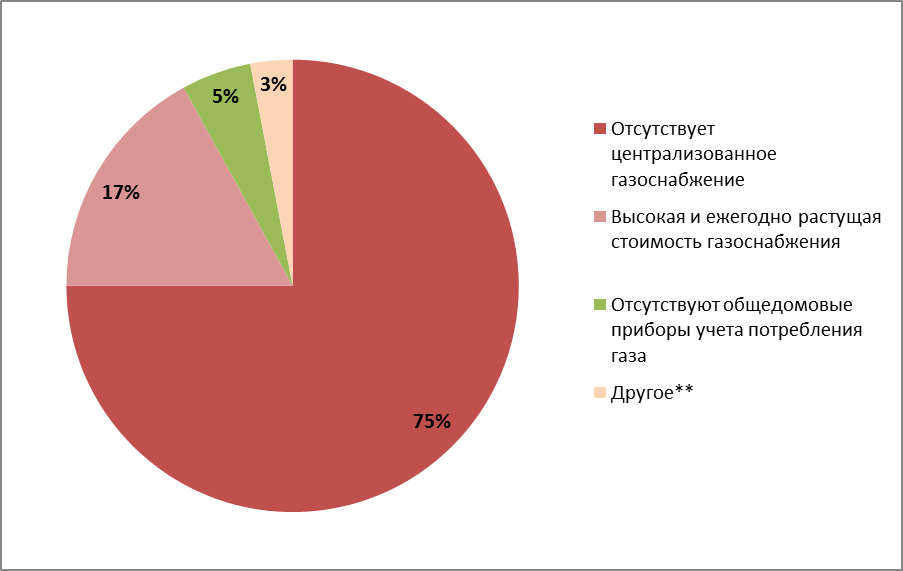 3%
5%
17%
75%
Отсутствует
централизованное
газоснабжение
Высокая и ежегодно растущая
стоимость газоснабжения
Отсутствуют общедомовые
приборы учета потребления
газа
Другое**